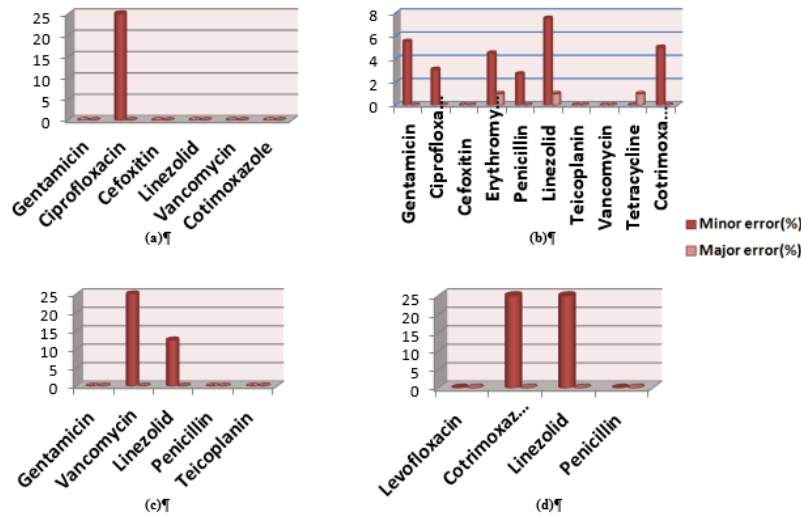 25
20
15
10
5
0
Gentamicin
Ciprofloxacin
Cefoxitin
Linezolid
Vancomycin
Cotimoxazole
(a)¶
8
6
4
2
0
Gentamicin
Ciprofloxa...
Cefoxitin
Erythromy...
Penicillin
Linezolid
Teicoplanin
Vancomycin
Tetracycline
Cotrimoxa...
(b)¶
Minor error(%)
Major error(%)
25
20
15
10
5
0
Gentamicin
Vancomycin
Linezolid
Penicillin
Teicoplanin
(c)¶
25
20
15
10
5
0
Levofloxacin
Cotrimoxaz...
Linezolid
Penicillin
(d)¶